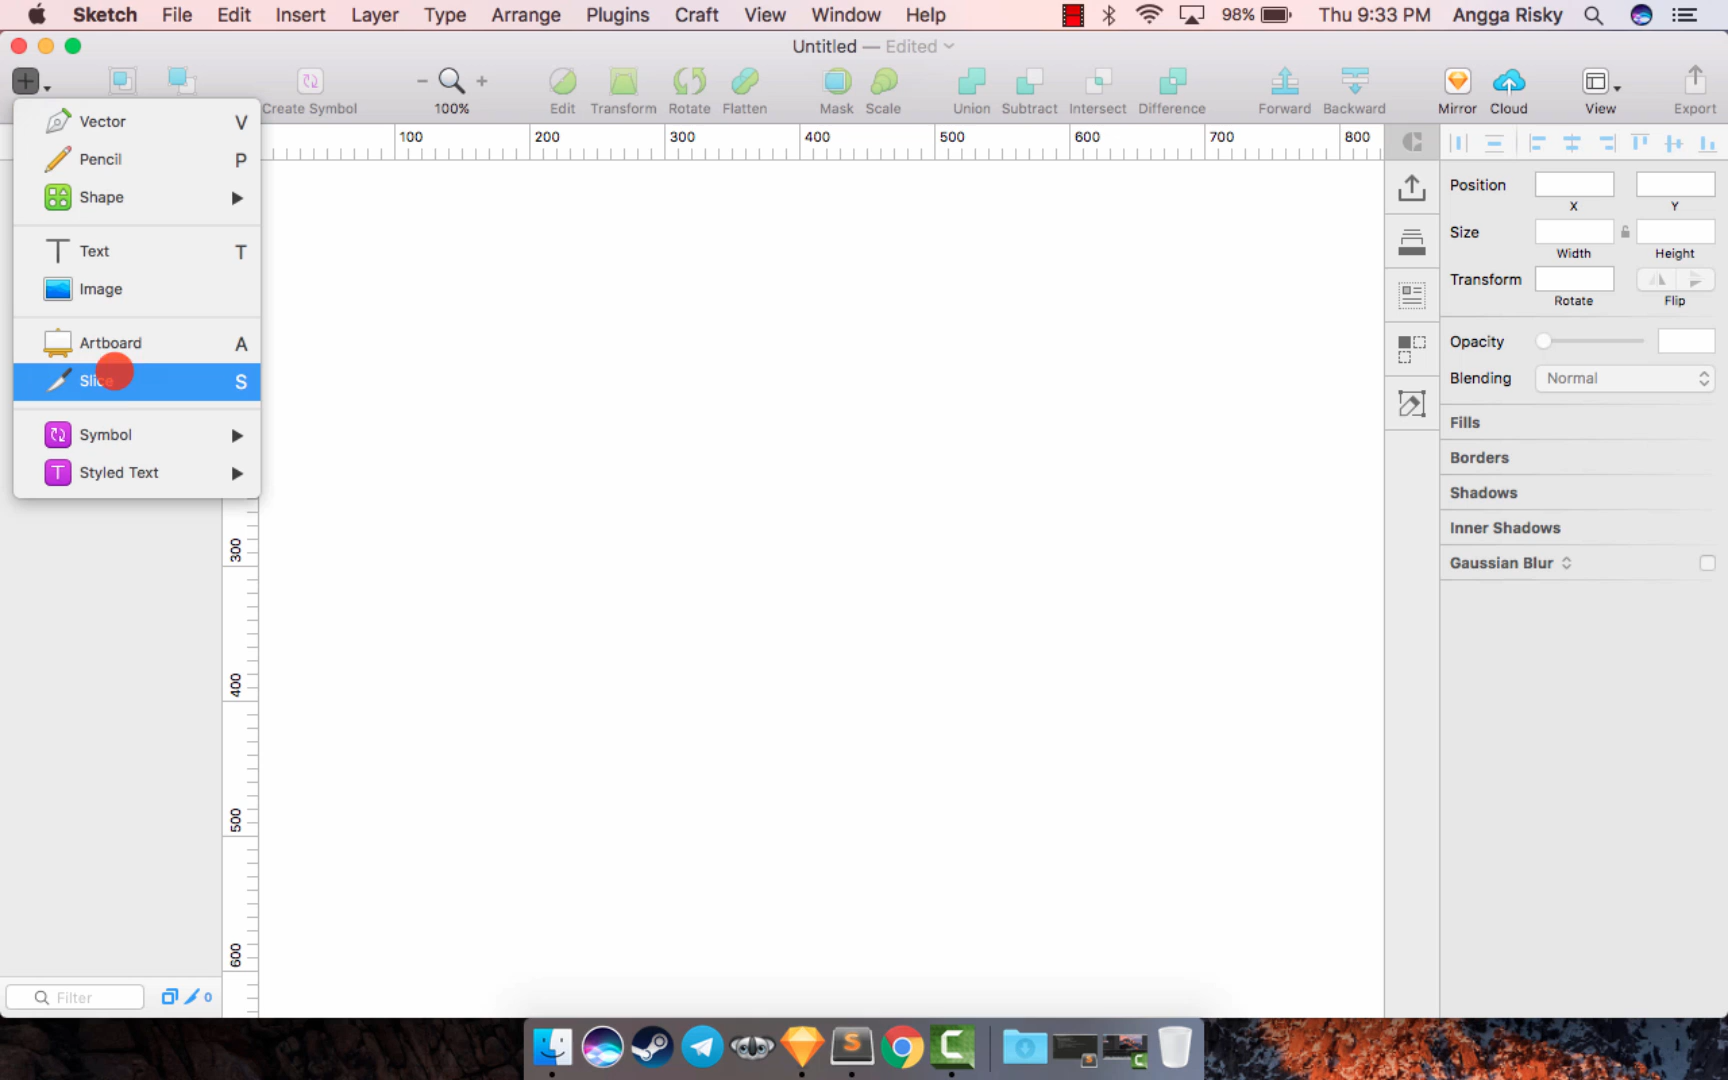 Sketch File Edit Insert Layer Type Arrange Plugins Craft View Window Help 98% Thu 9:33 PM Angga Risky
Untitled — Edited
Create Symbol 100% Edit Transform Rotate Flatten Mask Scale Union Subtract Intersect Difference Forward Backward Mirror Cloud View Export
Vector V
Pencil P
Shape
Text T
Image
Artboard A
Slice S
Symbol
Styled Text
100 200 300 400 500 600 700 800
300
400
500
600
Position
X Y
Size
Width Height
Transform
Rotate Flip
Opacity
Blending Normal
Fills
Borders
Shadows
Inner Shadows
Gaussian Blur
Filter 0